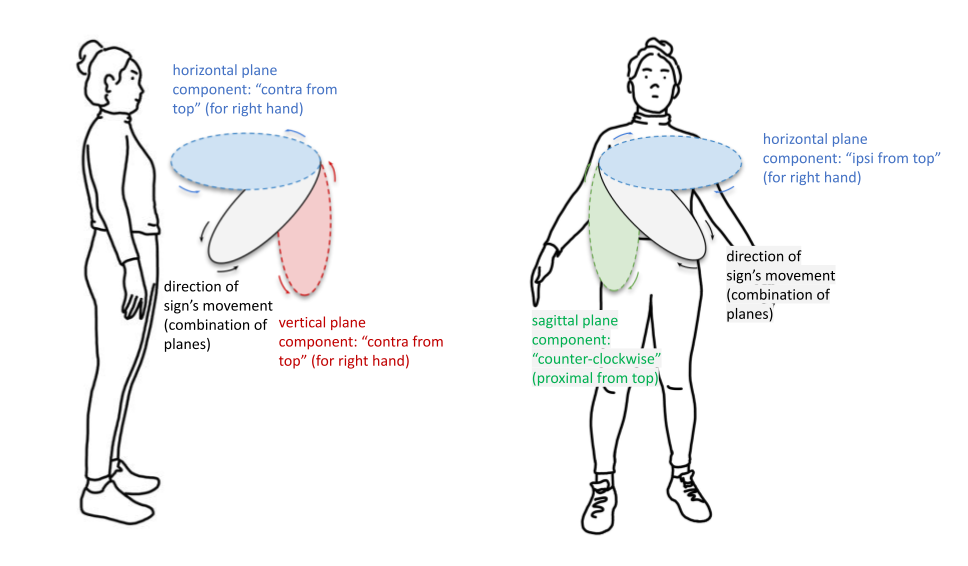 horizontal plane
component: “contra from
top” (for right hand)
direction of
sign’s movement
(combination of
planes)
vertical plane
component: “contra from
top” (for right hand)
horizontal plane
component: “ipsi from top”
(for right hand)
direction of
sign’s movement
(combination of
planes)
sagittal plane
component:
“counter-clockwise”
(proximal from top)